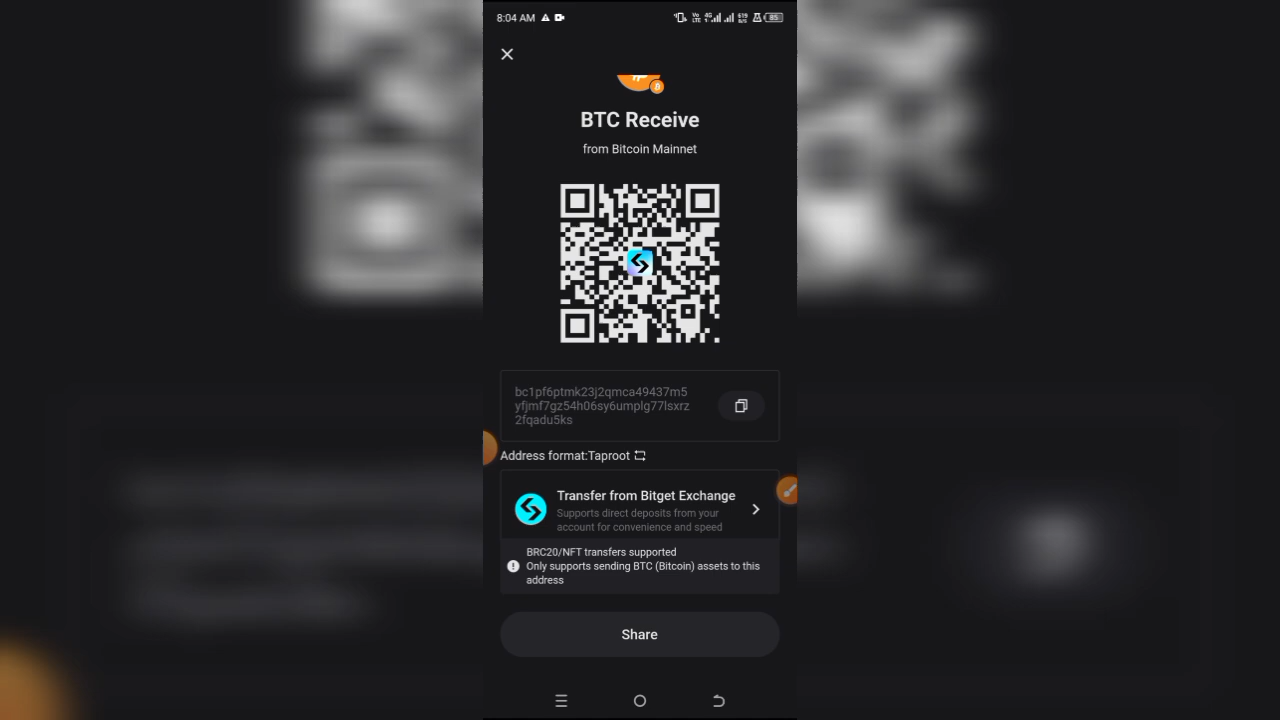 8:04 AM
85
BTC Receive
from Bitcoin Mainnet
bc1pf6ptmk23j2qmca49437m5
yfjmf7gz54h06sy6umplg77lsxrz
2fqadu5ks
Address format:Taproot
Transfer from Bitget Exchange
Supports direct deposits from your
account for convenience and speed
BRC20/NFT transfers supported
Only supports sending BTC (Bitcoin) assets to this
address
Share